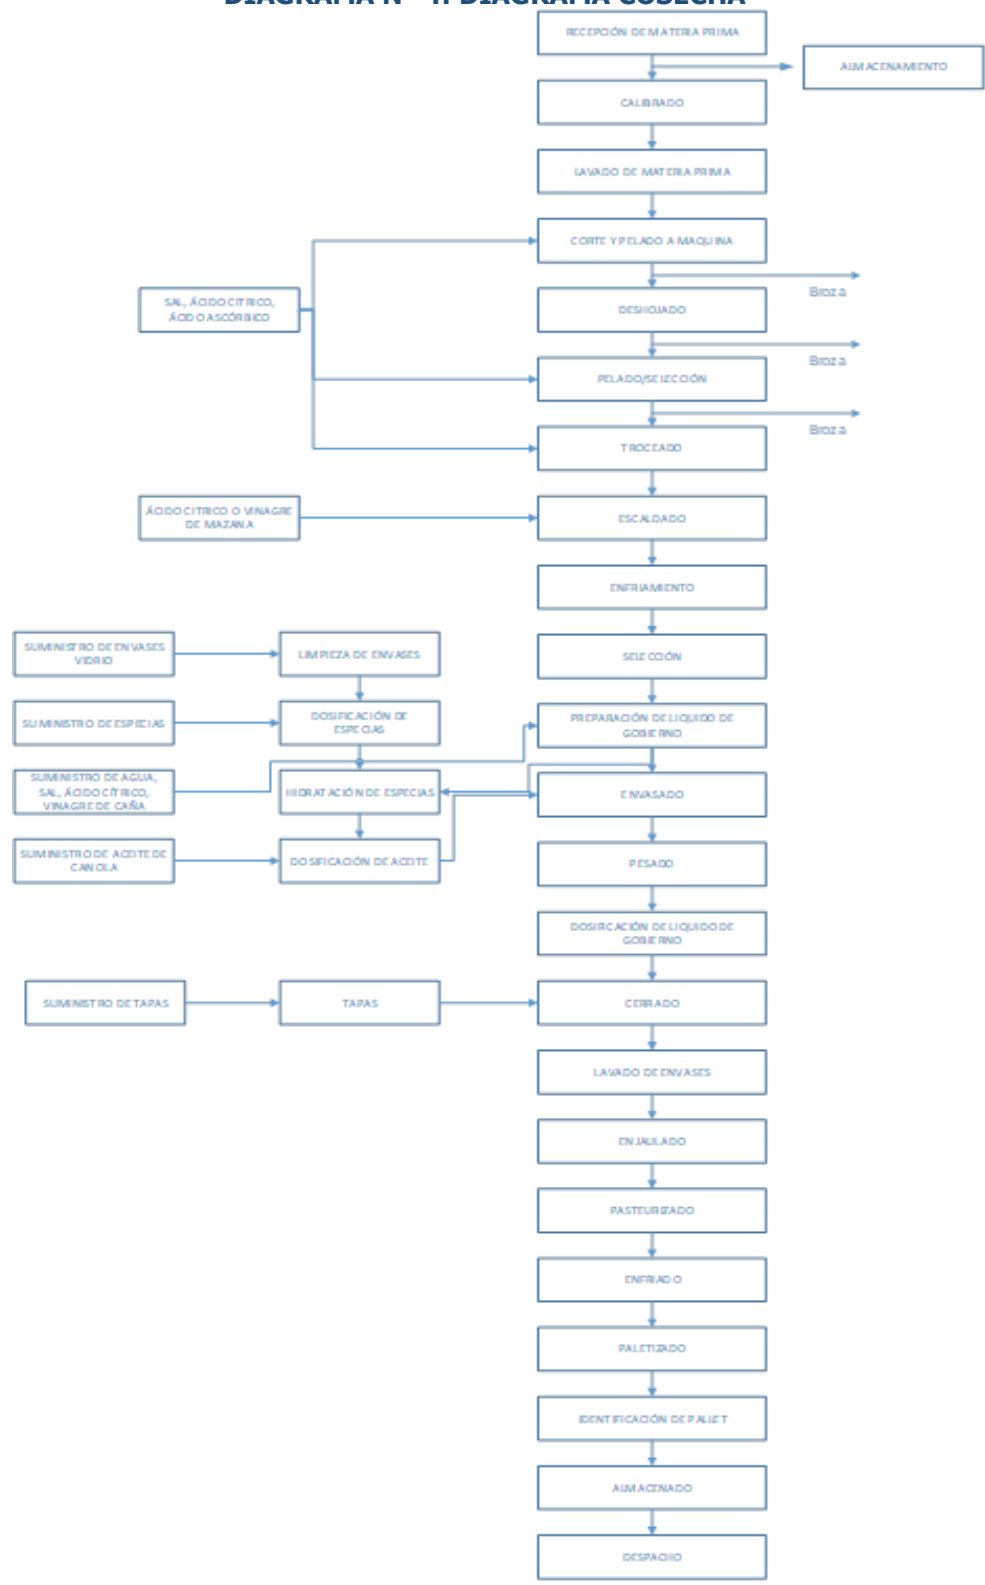 DIAGRAMA COSECHA
RECEPCIÓN DE MATERIA PRIMA
ALMACENAMIENTO
CALIBRADO
LAVADO DE MATERIA PRIMA
CORTE Y PELADO A MAQUINA
Broza
SAL, ÁCIDO CITRICO,
ÁCIDO ASCÓRBICO
DESHOJADO
Broza
PELADO/SELECCIÓN
Broza
TROCEADO
ÁCIDO CITRICO O VINAGRE
DE MAZANA
ESCALDADO
ENFRIAMIENTO
SUMINISTRO DE ENVASES
VIDRIO
LIMPIEZA DE ENVASES
SELECCIÓN
SUMINISTRO DE ESPECIAS
DOSIFICACIÓN DE
ESPECIAS
PREPARACIÓN DE LIQUIDO DE
GOBIERNO
SUMINISTRO DE AGUA,
SAL, ÁCIDO CÍTRICO,
VINAGRE DE CAÑA
HIDRATACIÓN DE ESPECIAS
ENVASADO
SUMINISTRO DE ACEITE DE
CANOLA
DOSIFICACIÓN DE ACEITE
PESADO
DOSIFICACIÓN DE LIQUIDO DE
GOBIERNO
SUMINISTRO DE TAPAS
TAPAS
CERRADO
LAVADO DE ENVASES
ENJAULADO
PASTEURIZADO
ENFRIADO
PALETIZADO
IDENTIFICACIÓN DE PALLET
ALMACENADO
DESPACHO